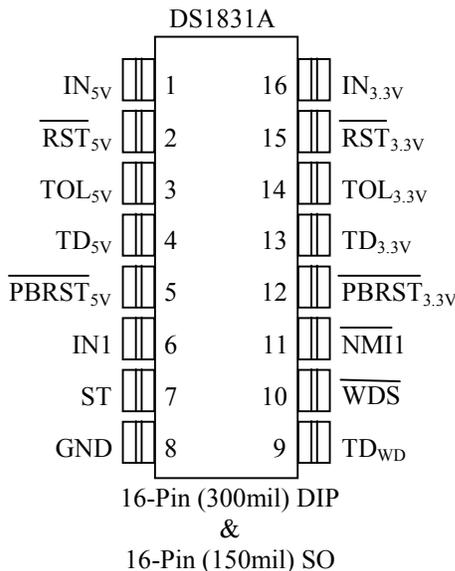 DS1831A
IN5V 1 16 IN3.3V
RST5V 2 15 RST3.3V
TOL5V 3 14 TOL3.3V
TD5V 4 13 TD3.3V
PBRST5V 5 12 PBRST3.3V
IN1 6 11 NMI1
ST 7 10 WDS
GND 8 9 TDWD
16-Pin (300mil) DIP
&
16-Pin (150mil) SO